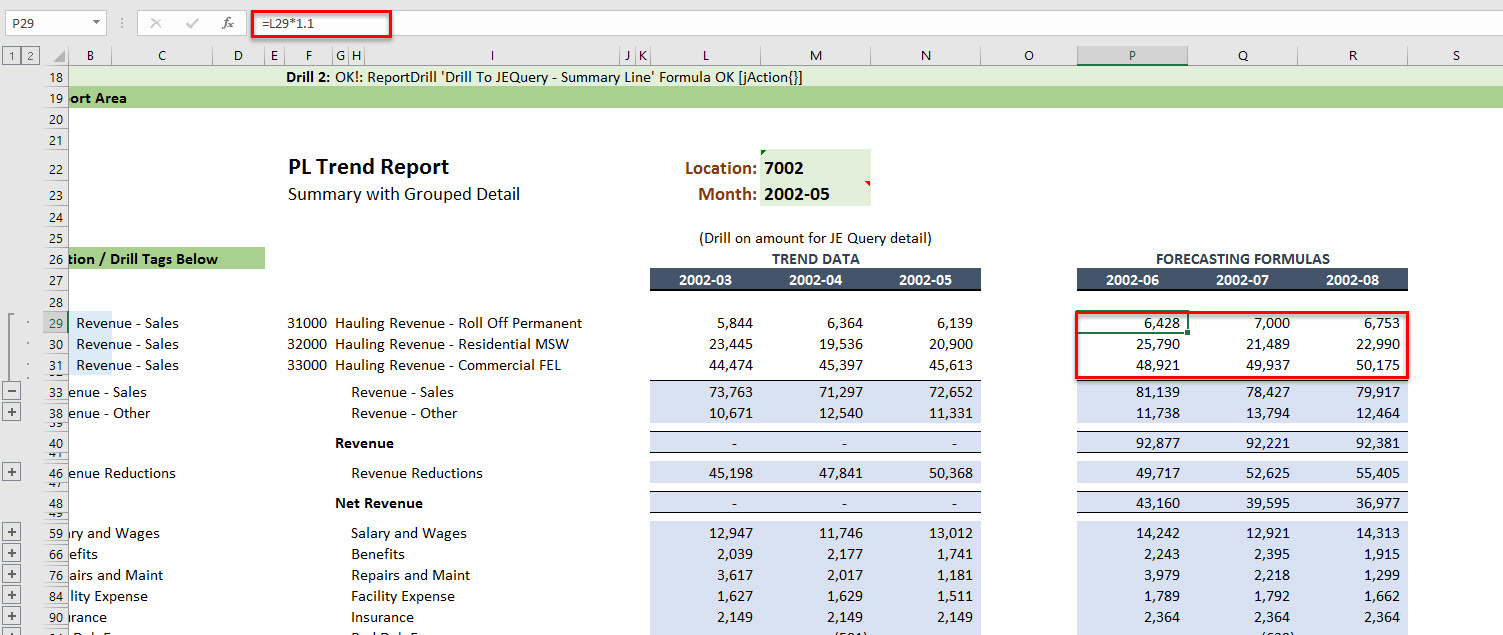 P29 fx =L29*1.1
1 2 B C D E F G H I J K L M N O P Q R S
18 Drill 2: OK!: ReportDrill 'Drill To JEQuery - Summary Line' Formula OK [jAction{}]
19 ort Area
20
21
22 PL Trend Report Location: 7002
23 Summary with Grouped Detail Month: 2002-05
24
25 (Drill on amount for JE Query detail)
26 tion / Drill Tags Below TREND DATA FORECASTING FORMULAS
27 2002-03 2002-04 2002-05 2002-06 2002-07 2002-08
28
29 Revenue - Sales 31000 Hauling Revenue - Roll Off Permanent 5,844 6,364 6,139 6,428 7,000 6,753
30 Revenue - Sales 32000 Hauling Revenue - Residential MSW 23,445 19,536 20,900 25,790 21,489 22,990
31 Revenue - Sales 33000 Hauling Revenue - Commercial FEL 44,474 45,397 45,613 48,921 49,937 50,175
33 enue - Sales Revenue - Sales 73,763 71,297 72,652 81,139 78,427 79,917
38 enue - Other Revenue - Other 10,671 12,540 11,331 11,738 13,794 12,464
40 Revenue - - - 92,877 92,221 92,381
46 enue Reductions Revenue Reductions 45,198 47,841 50,368 49,717 52,625 55,405
48 Net Revenue - - - 43,160 39,595 36,977
59 ry and Wages Salary and Wages 12,947 11,746 13,012 14,242 12,921 14,313
66 efits Benefits 2,039 2,177 1,741 2,243 2,395 1,915
76 airs and Maint Repairs and Maint 3,617 2,017 1,181 3,979 2,218 1,299
84 lity Expense Facility Expense 1,627 1,629 1,511 1,789 1,792 1,662
90 rance Insurance 2,149 2,149 2,149 2,364 2,364 2,364